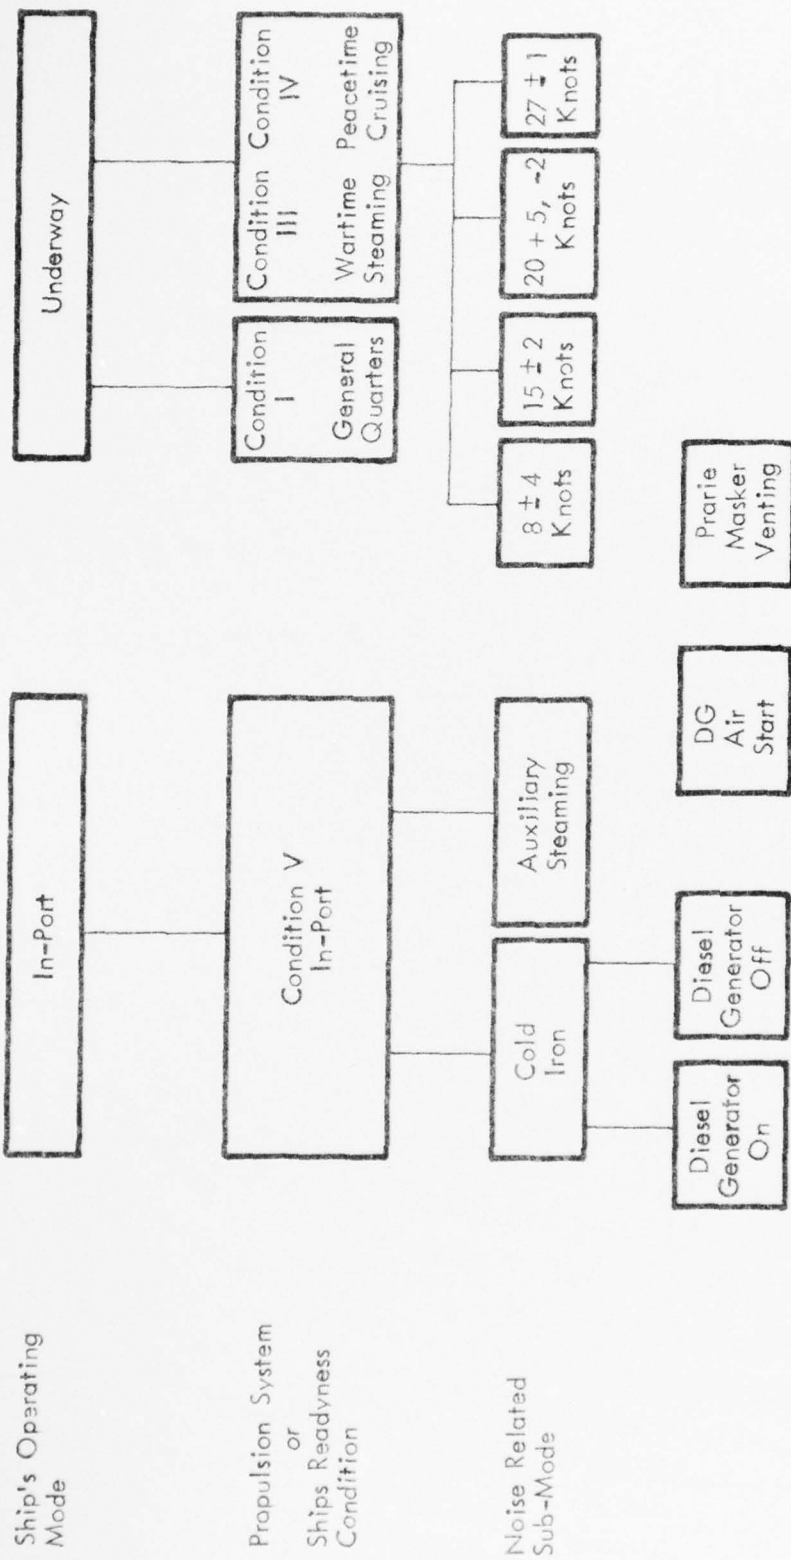 Ship's Operating
Mode
In-Port
Underway
Propulsion System
or
Ships Readyness
Condition
Condition V
In-Port
Condition
I
General
Quarters
Condition
III
Wartime
Steaming
Condition
IV
Peacetime
Cruising
Noise Related
Sub-Mode
Cold
Iron
Auxiliary
Steaming
8 ± 4
Knots
15 ± 2
Knots
20 + 5, -2
Knots
27 ± 1
Knots
Diesel
Generator
On
Diesel
Generator
Off
DG
Air
Start
Prarie
Masker
Venting